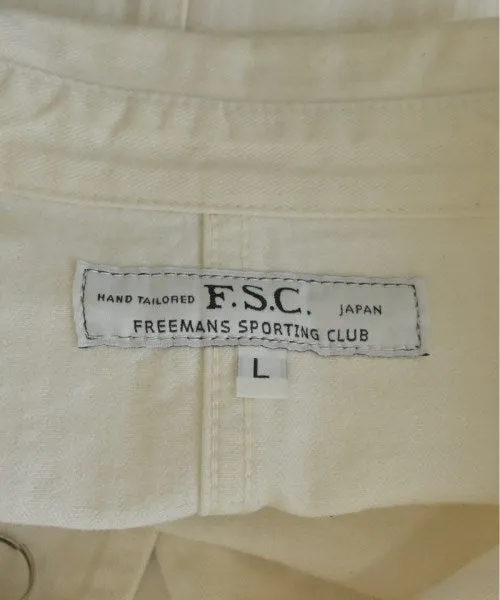 HAND TAILORED F.S.C. JAPAN
FREEMANS SPORTING CLUB
L